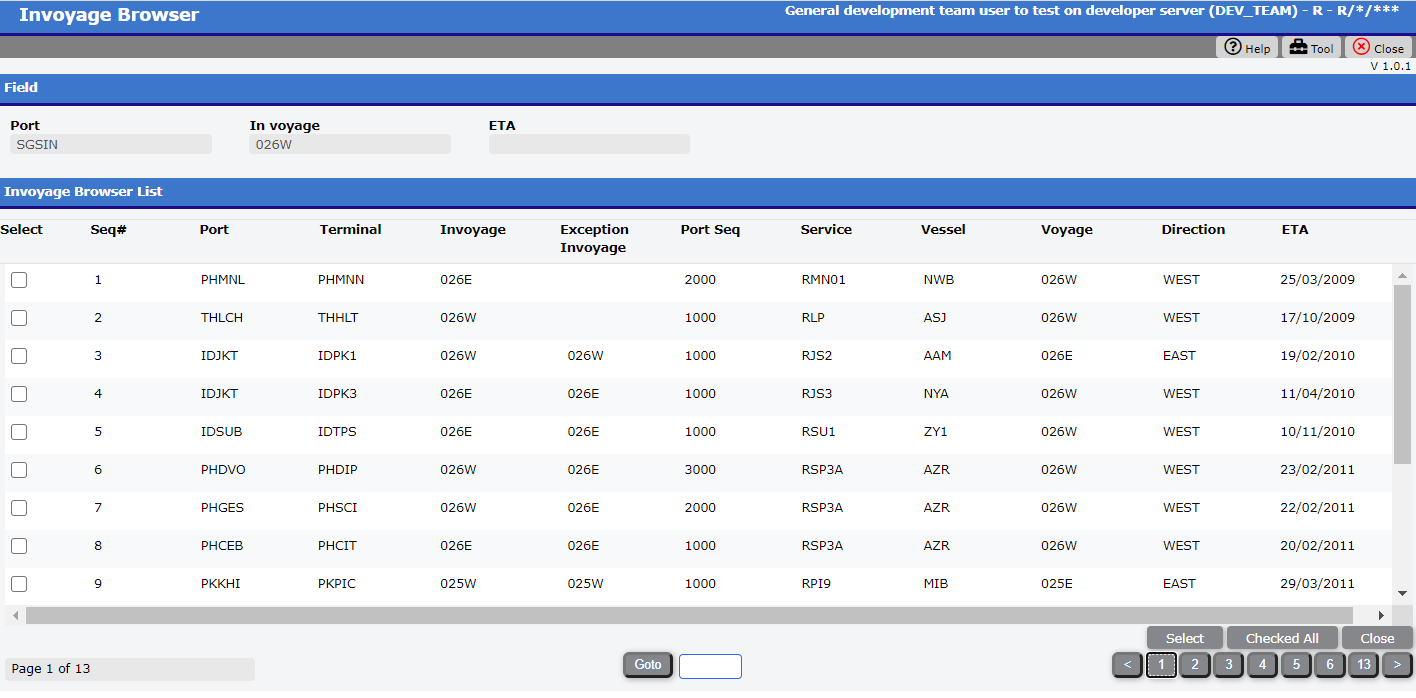 Invoyage Browser
General development team user to test on developer server (DEV_TEAM) - R - R/*/***
Help Tool Close
V 1.0.1
Field
Port In voyage ETA
SGSIN 026W
Invoyage Browser List
Select Seq# Port Terminal Invoyage Exception Invoyage Port Seq Service Vessel Voyage Direction ETA
1 PHMNL PHMNN 026E 2000 RMN01 NWB 026W WEST 25/03/2009
2 THLCH THHLT 026W 1000 RLP ASJ 026W WEST 17/10/2009
3 IDJKT IDPK1 026W 026W 1000 RJS2 AAM 026E EAST 19/02/2010
4 IDJKT IDPK3 026E 026E 1000 RJS3 NYA 026W WEST 11/04/2010
5 IDSUB IDTPS 026E 026E 1000 RSU1 ZY1 026W WEST 10/11/2010
6 PHDVO PHDIP 026W 026E 3000 RSP3A AZR 026W WEST 23/02/2011
7 PHGES PHSCI 026W 026E 2000 RSP3A AZR 026W WEST 22/02/2011
8 PHCEB PHCIT 026E 026E 1000 RSP3A AZR 026W WEST 20/02/2011
9 PKKHI PKPIC 025W 025W 1000 RPI9 MIB 025E EAST 29/03/2011
Select Checked All Close
Page 1 of 13 Goto < 1 2 3 4 5 6 13 >